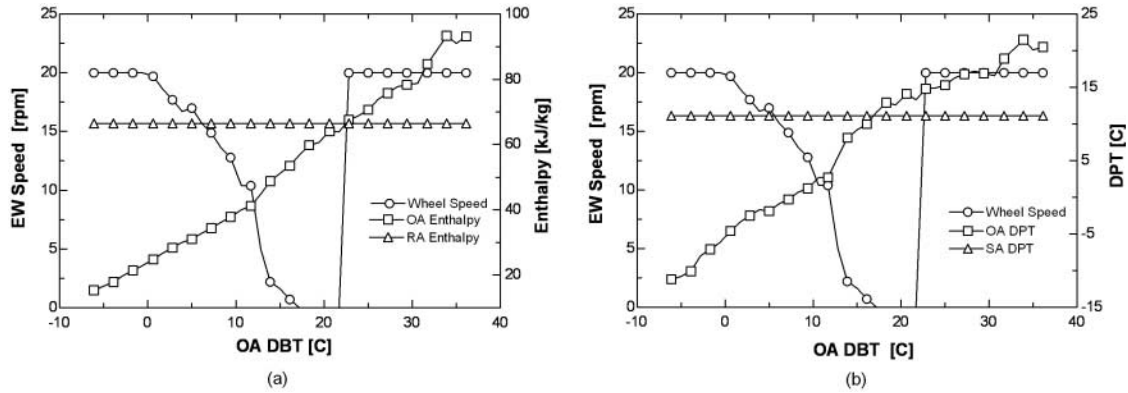 25
20
15
10
5
0
EW Speed [rpm]
100
80
60
40
20
Enthalpy [kJ/kg]
Wheel Speed
OA Enthalpy
RA Enthalpy
-10 0 10 20 30 40
OA DBT [C]
(a)
25
20
15
10
5
0
EW Speed [rpm]
25
15
5
-5
-15
DPT [C]
Wheel Speed
OA DPT
SA DPT
-10 0 10 20 30 40
OA DBT [C]
(b)